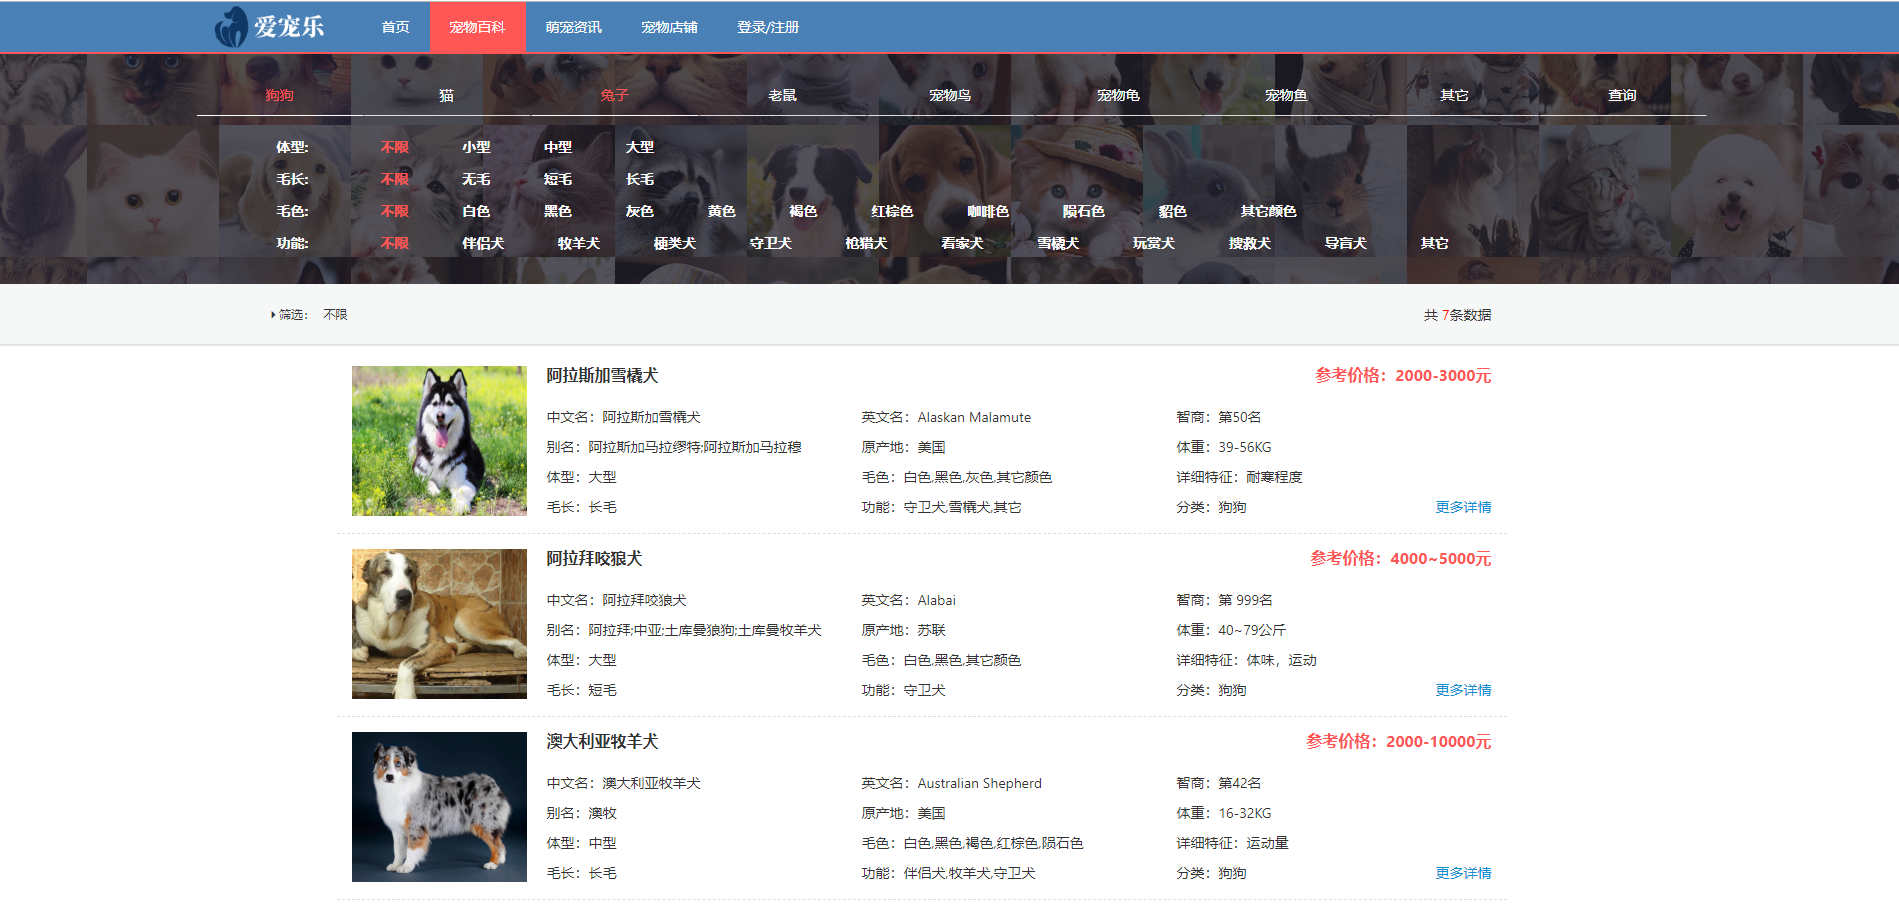 爱宠乐 首页 宠物百科 萌宠资讯 宠物店铺 登录/注册
狗狗 猫 兔子 老鼠 宠物鸟 宠物龟 宠物鱼 其它 查询
体型: 不限 小型 中型 大型
毛长: 不限 无毛 短毛 长毛
毛色: 不限 白色 黑色 灰色 黄色 褐色 红棕色 咖啡色 陨石色 貂色 其它颜色
功能: 不限 伴侣犬 牧羊犬 梗类犬 守卫犬 枪猎犬 看家犬 雪橇犬 玩赏犬 搜救犬 导盲犬 其它
筛选： 不限 共 7条数据
阿拉斯加雪橇犬 参考价格：2000-3000元
中文名：阿拉斯加雪橇犬 英文名：Alaskan Malamute 智商：第50名
别名：阿拉斯加马拉缪特;阿拉斯加马拉穆 原产地：美国 体重：39-56KG
体型：大型 毛色：白色,黑色,灰色,其它颜色 详细特征：耐寒程度
毛长：长毛 功能：守卫犬,雪橇犬,其它 分类：狗狗 更多详情
阿拉拜咬狼犬 参考价格：4000~5000元
中文名：阿拉拜咬狼犬 英文名：Alabai 智商：第 999名
别名：阿拉拜;中亚;土库曼狼狗;土库曼牧羊犬 原产地：苏联 体重：40~79公斤
体型：大型 毛色：白色,黑色,其它颜色 详细特征：体味，运动
毛长：短毛 功能：守卫犬 分类：狗狗 更多详情
澳大利亚牧羊犬 参考价格：2000-10000元
中文名：澳大利亚牧羊犬 英文名：Australian Shepherd 智商：第42名
别名：澳牧 原产地：美国 体重：16-32KG
体型：中型 毛色：白色,黑色,褐色,红棕色,陨石色 详细特征：运动量
毛长：长毛 功能：伴侣犬,牧羊犬,守卫犬 分类：狗狗 更多详情